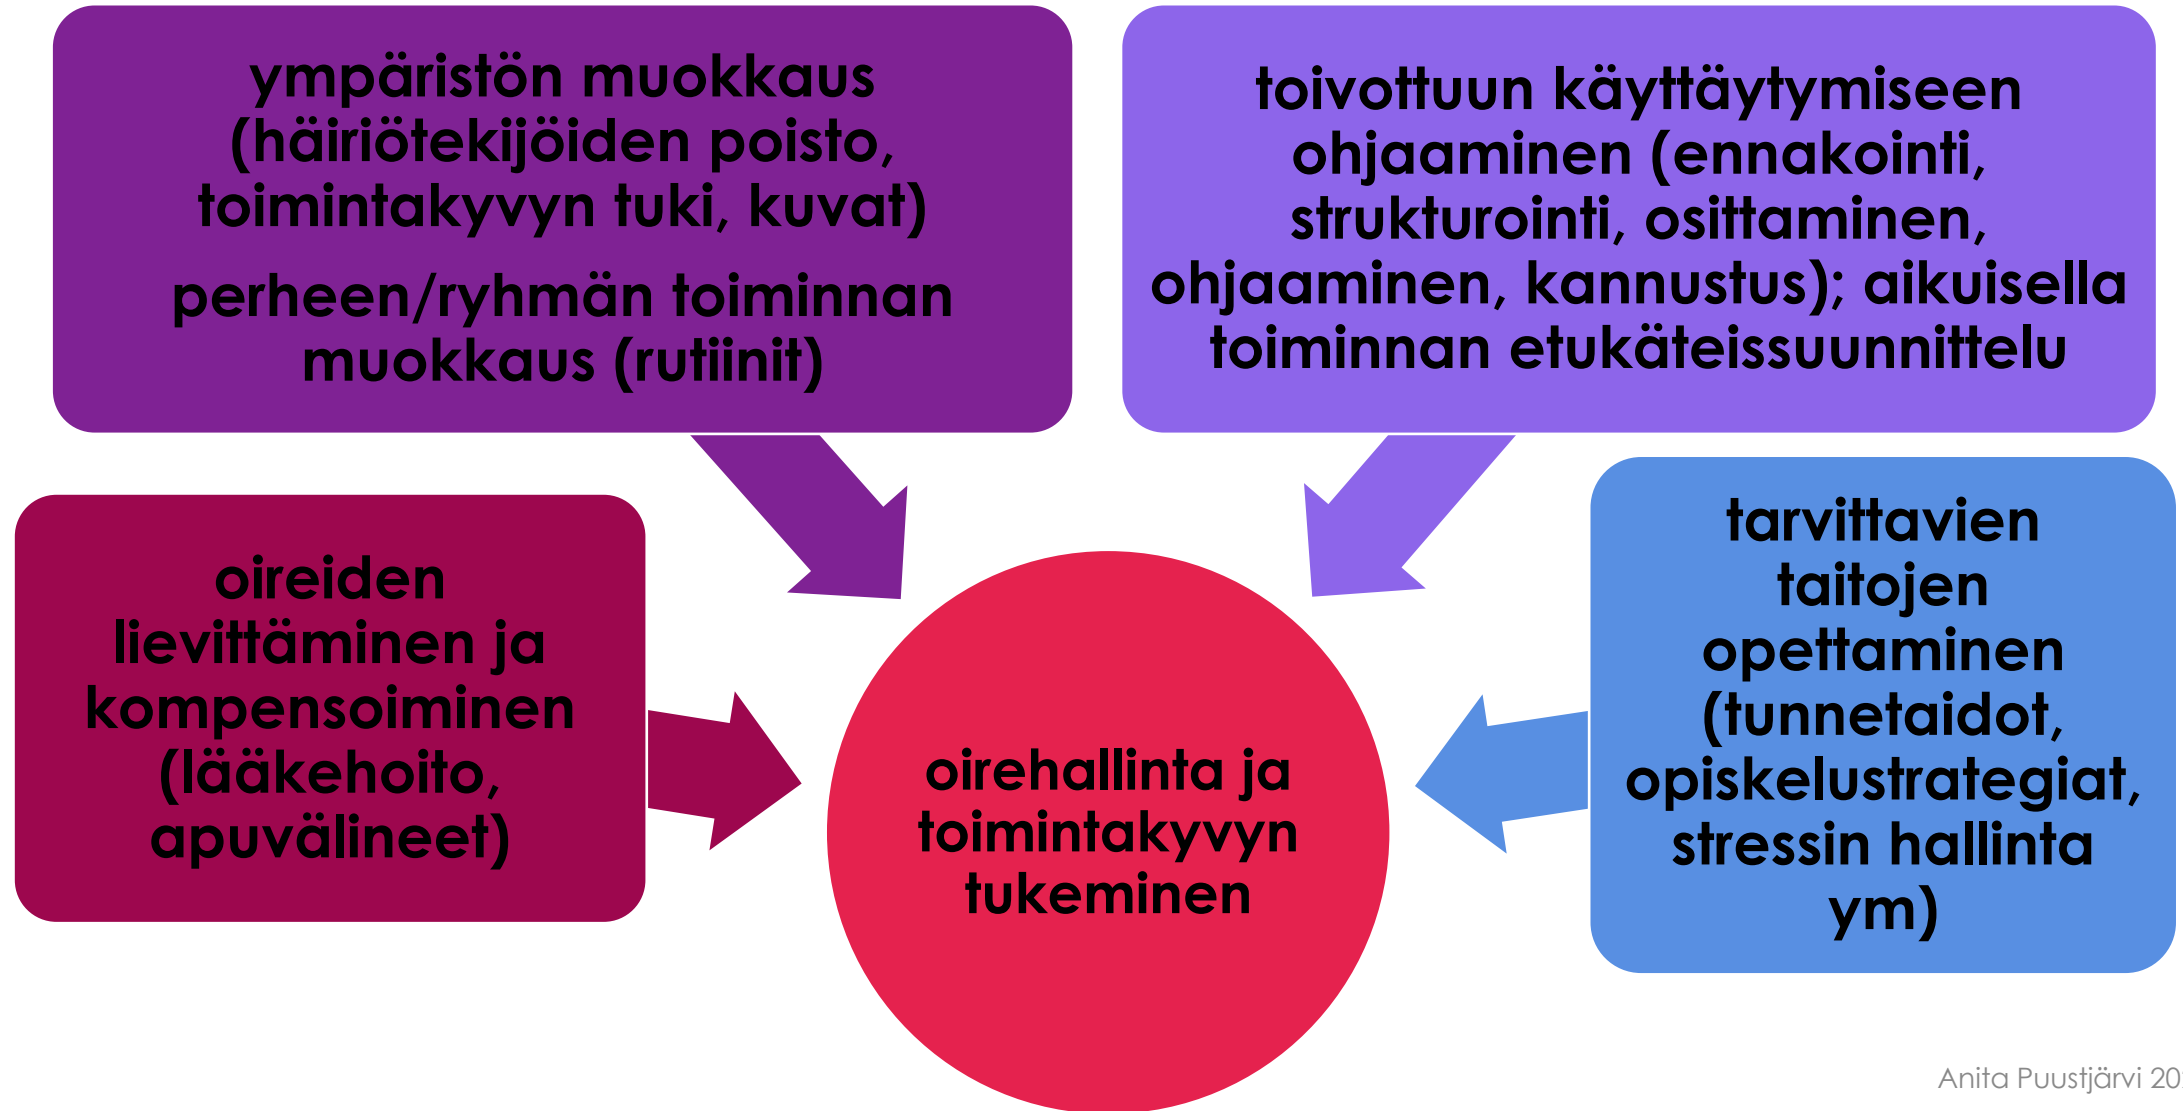 ympäristön muokkaus
(häiriötekijöiden poisto,
toimintakyvyn tuki, kuvat)
perheen/ryhmän toiminnan
muokkaus (rutiinit)
toivottuun käyttäytymiseen
ohjaaminen (ennakointi,
strukturointi, osittaminen,
ohjaaminen, kannustus); aikuisella
toiminnan etukäteissuunnittelu
oireiden
lievittäminen ja
kompensoiminen
(lääkehoito,
apuvälineet)
oirehallinta ja
toimintakyvyn
tukeminen
tarvittavien
taitojen
opettaminen
(tunnetaidot,
opiskelustrategiat,
stressin hallinta
ym)
Anita Puustjärvi 20